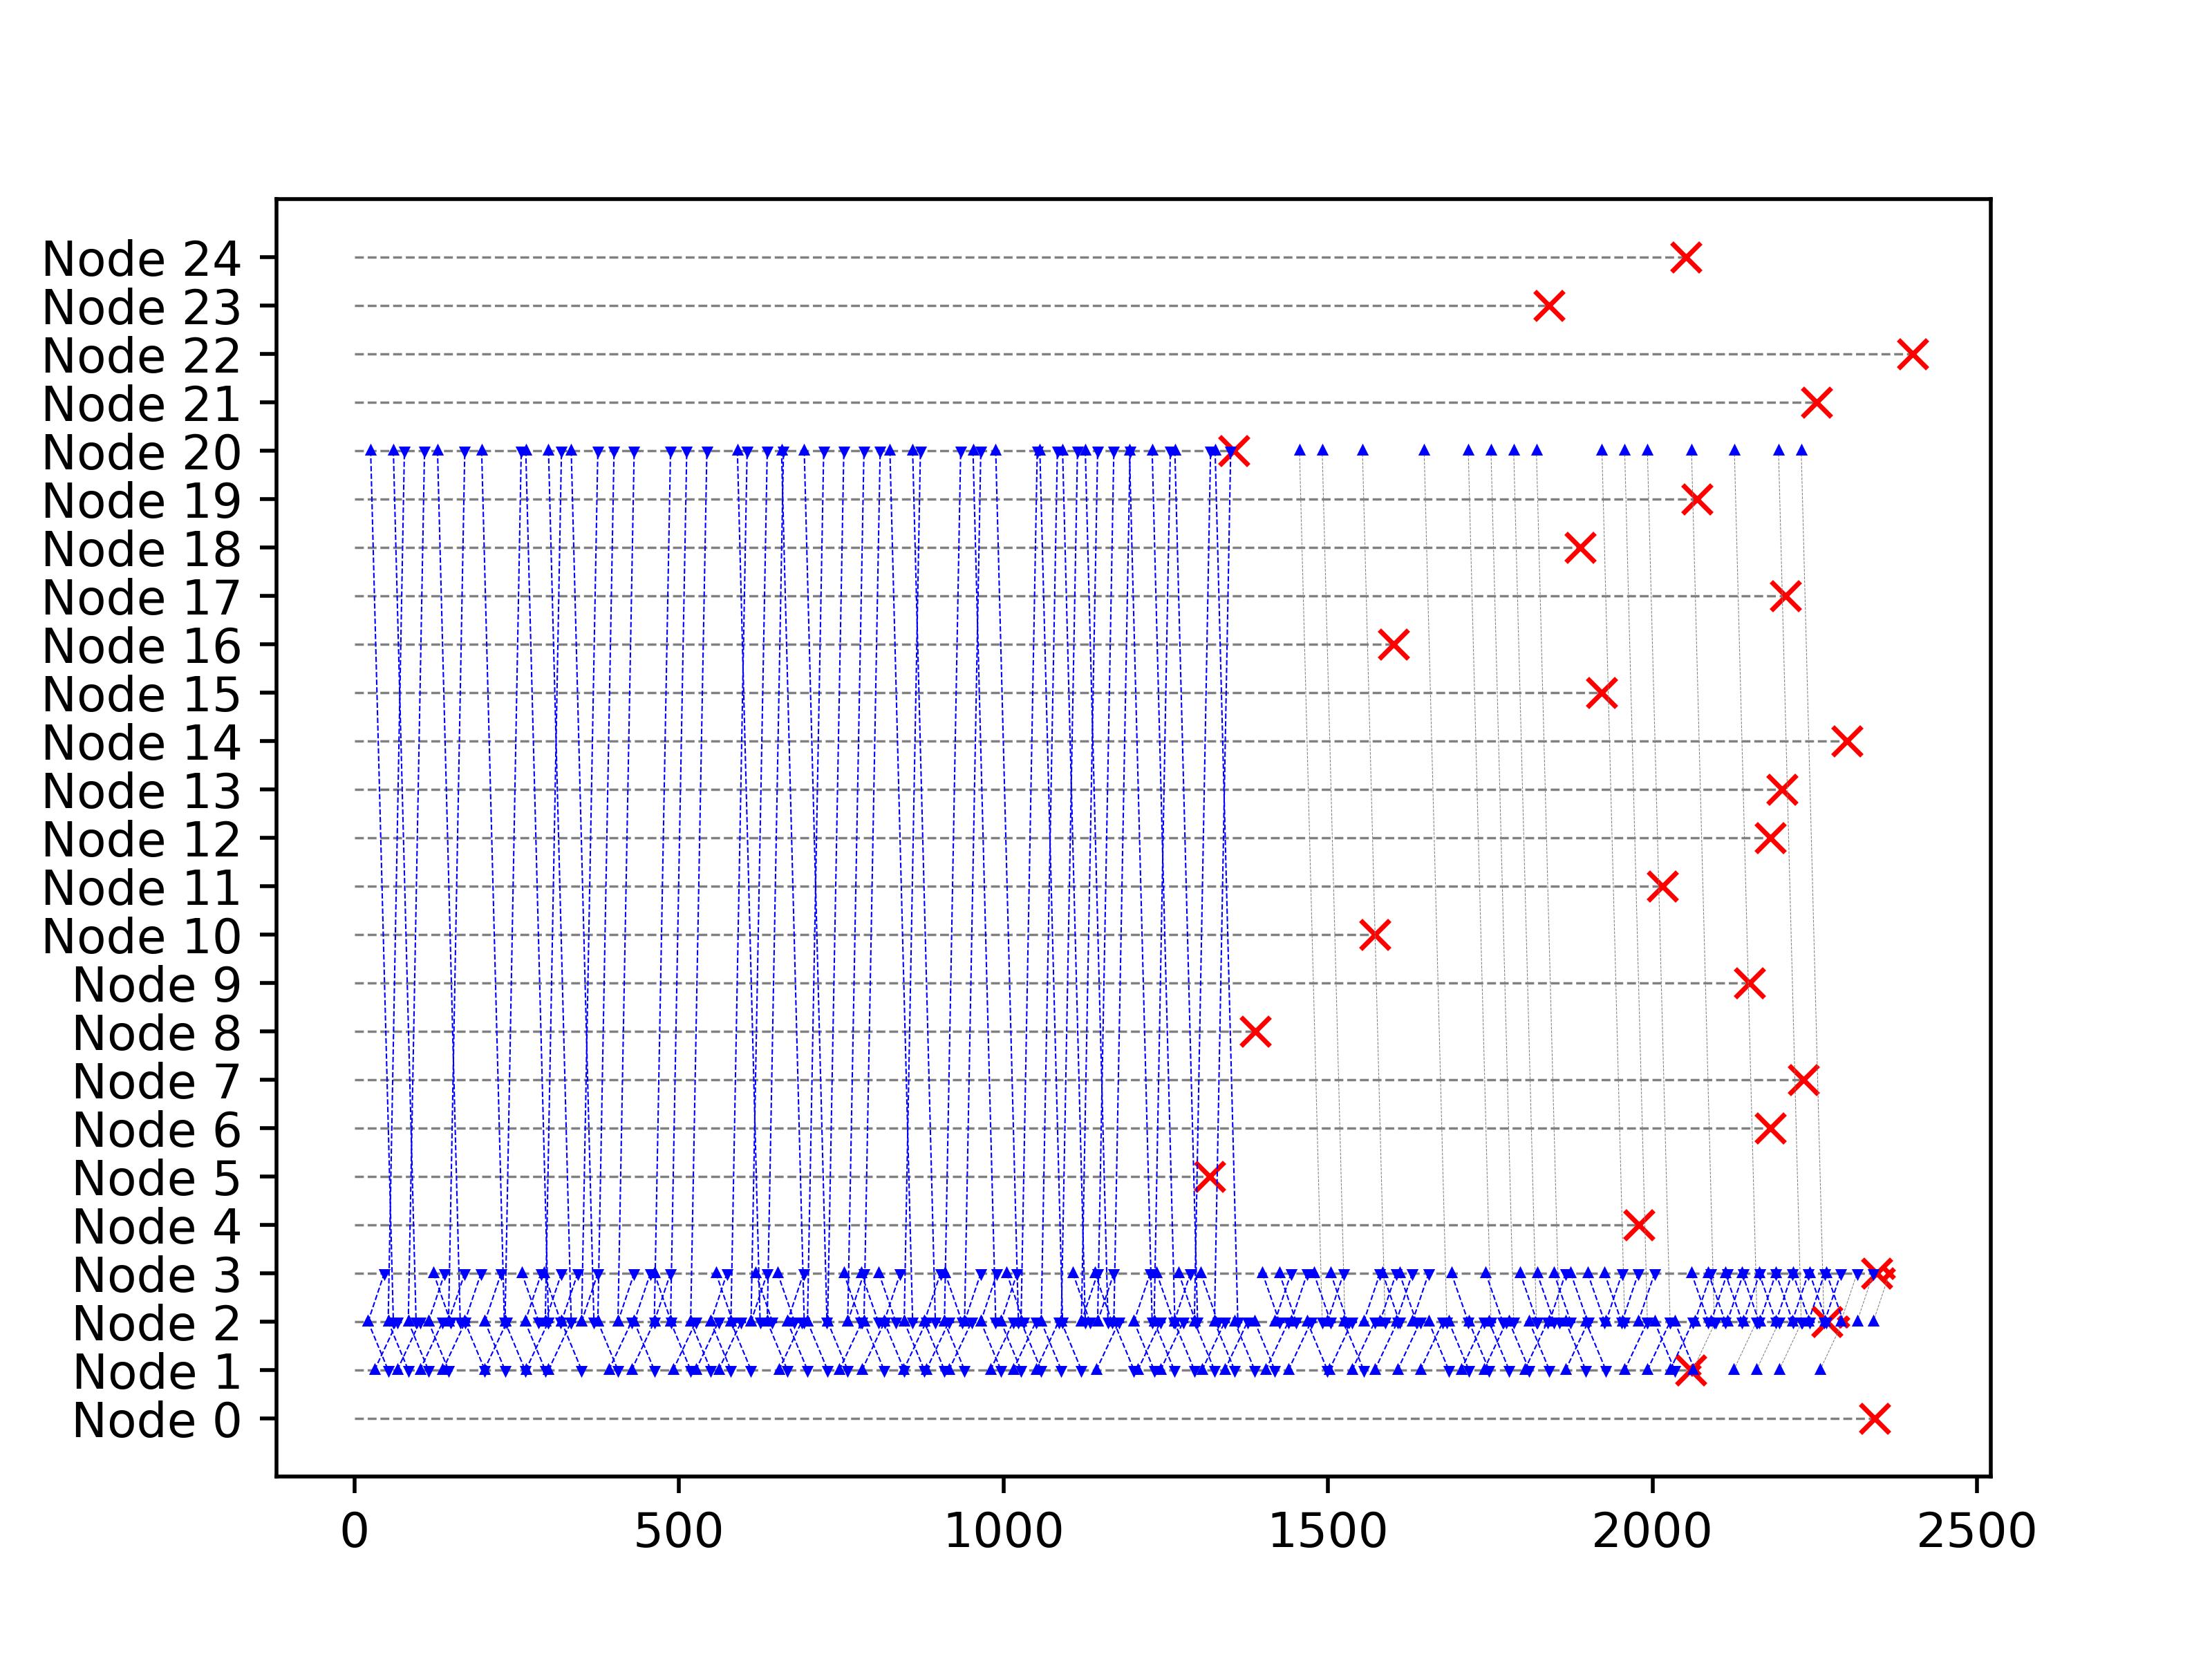 Node 24
Node 23
Node 22
Node 21
Node 20
Node 19
Node 18
Node 17
Node 16
Node 15
Node 14
Node 13
Node 12
Node 11
Node 10
Node 9
Node 8
Node 7
Node 6
Node 5
Node 4
Node 3
Node 2
Node 1
Node 0
0 500 1000 1500 2000 2500